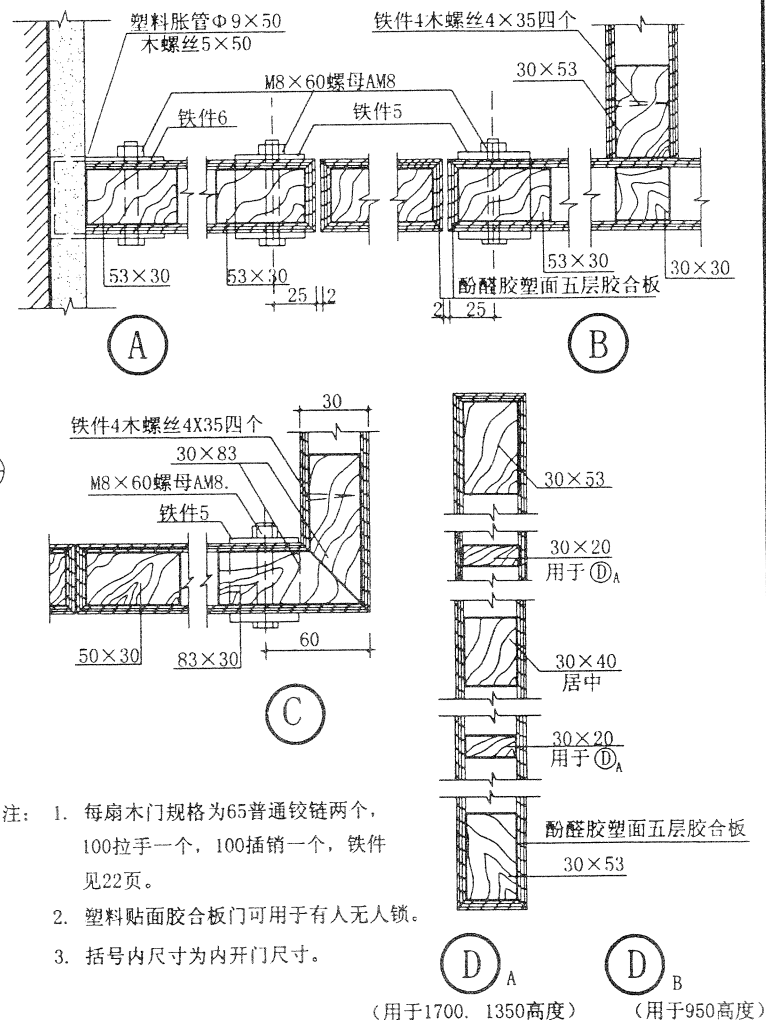 塑料胀管Φ9×50
木螺丝5×50
铁件4木螺丝4×35四个
M8×60螺母AM8
30×53
铁件6
铁件5
53×30
53×30
53×30
30×30
酚醛胶塑面五层胶合板
25
2
2
25
A
B
30
铁件4木螺丝4X35四个
30×83
M8×60螺母AM8.
铁件5
50×30
83×30
60
C
30×53
30×20
用于ⒹA
30×40
居中
30×20
用于ⒹA
酚醛胶塑面五层胶合板
30×53
注: 1. 每扇木门规格为65普通铰链两个,
100拉手一个, 100插销一个, 铁件
见22页。
2. 塑料贴面胶合板门可用于有人无人锁。
3. 括号内尺寸为内开门尺寸。
D A
D B
(用于1700. 1350高度)
(用于950高度)